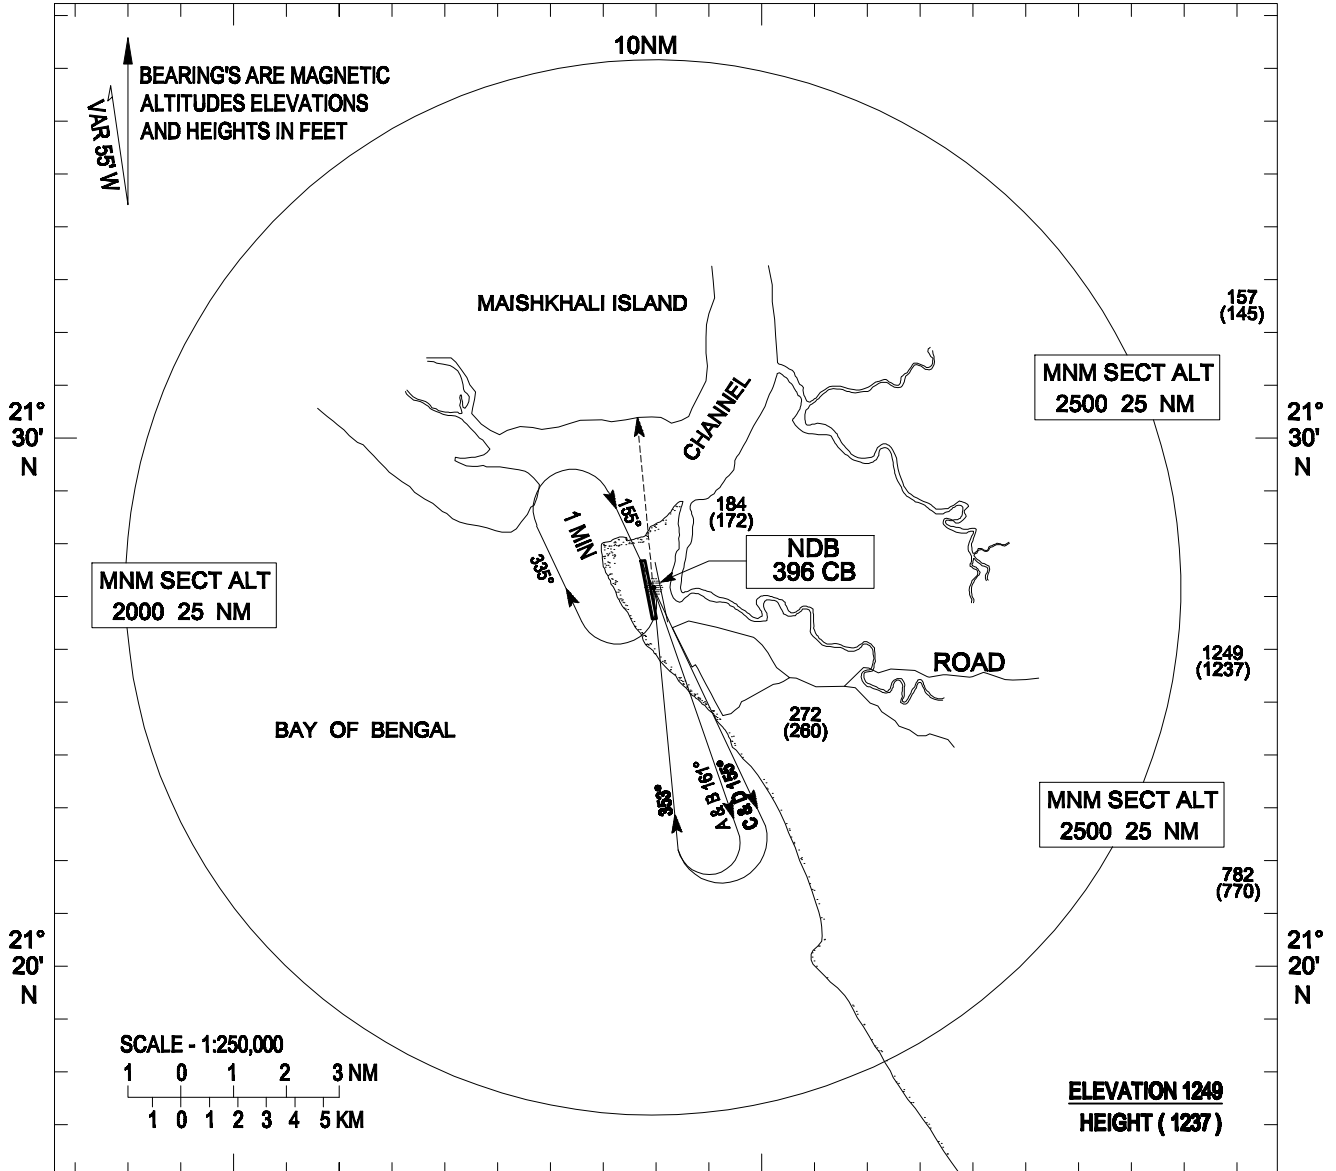 10NM
BEARING'S ARE MAGNETIC
ALTITUDES ELEVATIONS
AND HEIGHTS IN FEET
VAR 55' W
MAISHKHALI ISLAND
157
(145)
MNM SECT ALT
2500 25 NM
CHANNEL
21°
30'
N
21°
30'
N
184
(172)
155°
1 MIN
335°
NDB
396 CB
MNM SECT ALT
2000 25 NM
1249
(1237)
ROAD
272
(260)
BAY OF BENGAL
353°
A & B 161°
C & D 155°
MNM SECT ALT
2500 25 NM
782
(770)
21°
20'
N
21°
20'
N
SCALE - 1:250,000
1 0 1 2 3 NM
1 0 1 2 3 4 5 KM
ELEVATION 1249
HEIGHT ( 1237 )